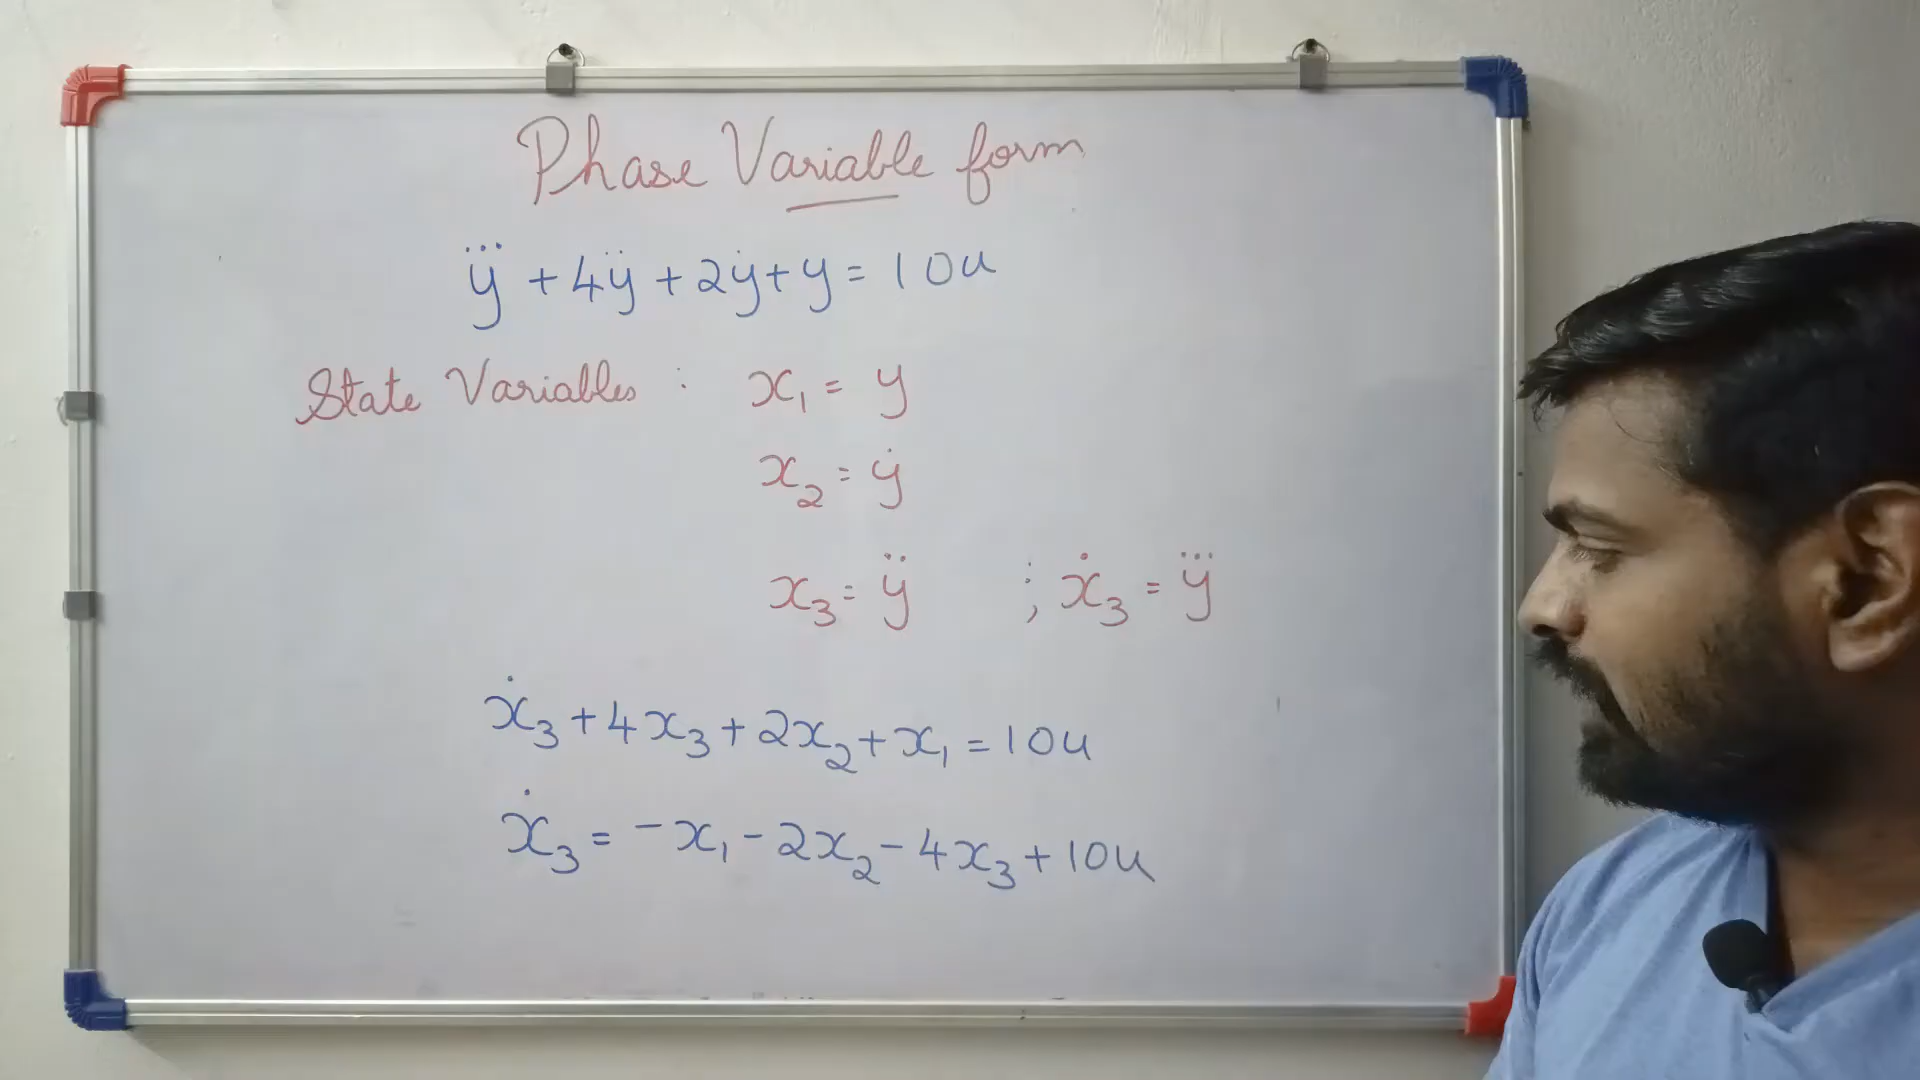 Phase Variable form
y⃛ + 4ÿ + 2ẏ + y = 10u
State Variables : x₁ = y
x₂ = ẏ
x₃ = ÿ ; ẋ₃ = y⃛
ẋ₃ + 4x₃ + 2x₂ + x₁ = 10u
ẋ₃ = -x₁ - 2x₂ - 4x₃ + 10u